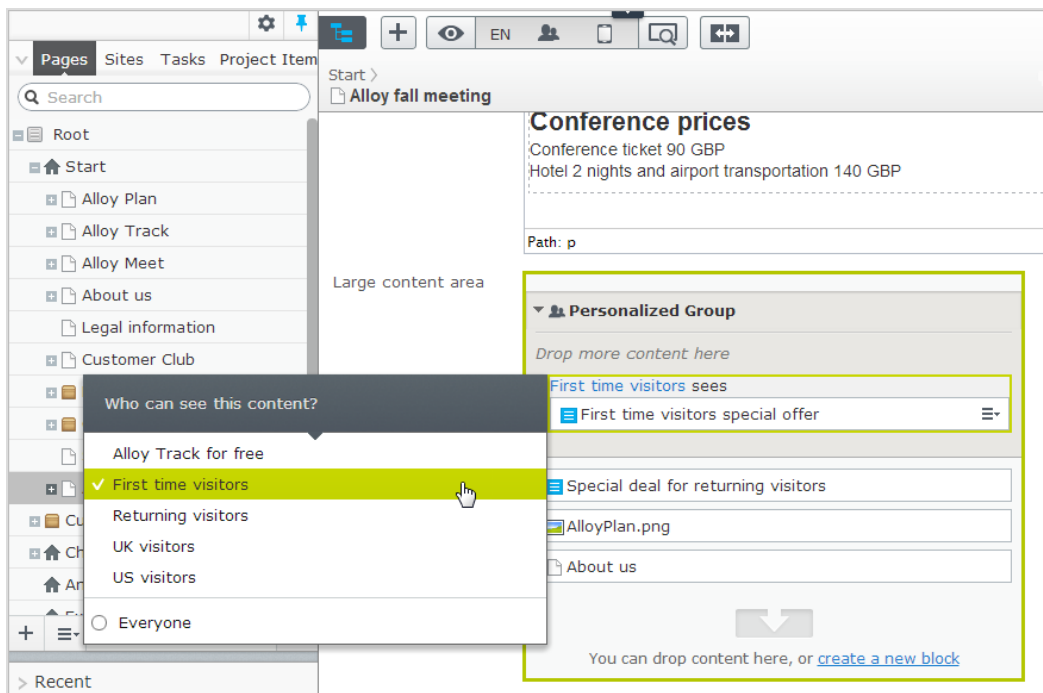 EN
Pages Sites Tasks Project Item
Search
Root
Start
Alloy Plan
Alloy Track
Alloy Meet
About us
Legal information
Customer Club
Cu
Ch
Recent
Start
Alloy fall meeting
Conference prices
Conference ticket 90 GBP
Hotel 2 nights and airport transportation 140 GBP
Path: p
Large content area
Personalized Group
Drop more content here
First time visitors sees
First time visitors special offer
Special deal for returning visitors
AlloyPlan.png
About us
You can drop content here, or create a new block
Who can see this content?
Alloy Track for free
First time visitors
Returning visitors
UK visitors
US visitors
Everyone